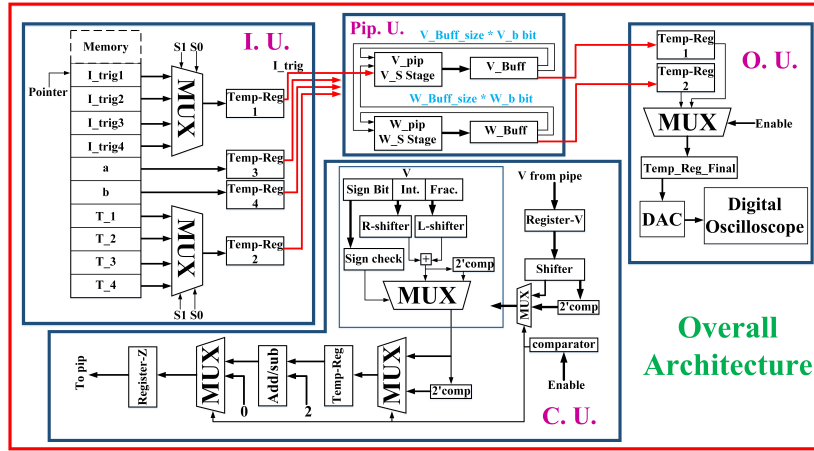 I. U.
Memory
Pointer
I_trig1
I_trig2
I_trig3
I_trig4
a
b
T_1
T_2
T_3
T_4
S1 S0
MUX
I_trig
Temp-Reg
1
Temp-Reg
3
Temp-Reg
4
MUX
Temp-Reg
2
S1 S0
Pip. U.
V_Buff_size * V_b bit
V_pip
V_S Stage
V_Buff
W_Buff_size * W_b bit
W_pip
W_S Stage
W_Buff
O. U.
Temp-Reg
1
Temp-Reg
2
MUX
Enable
Temp_Reg_Final
DAC
Digital
Oscilloscope
V
Sign Bit
Int.
Frac.
R-shifter
L-shifter
Sign check
+
2'comp
MUX
V from pipe
Register-V
Shifter
MUX
2'comp
comparator
Enable
To pip
Register-Z
MUX
0
Add/sub
2
Temp-Reg
MUX
2'comp
C. U.
Overall
Architecture